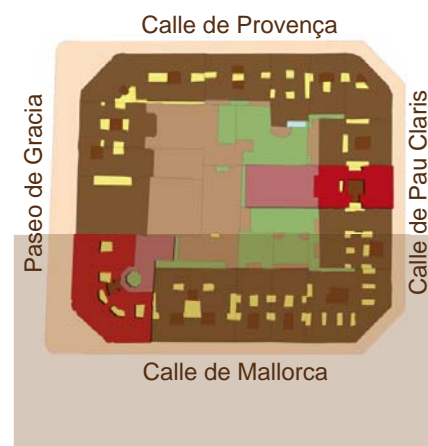 Calle de Provença
Paseo de Gracia
Calle de Pau Claris
Calle de Mallorca